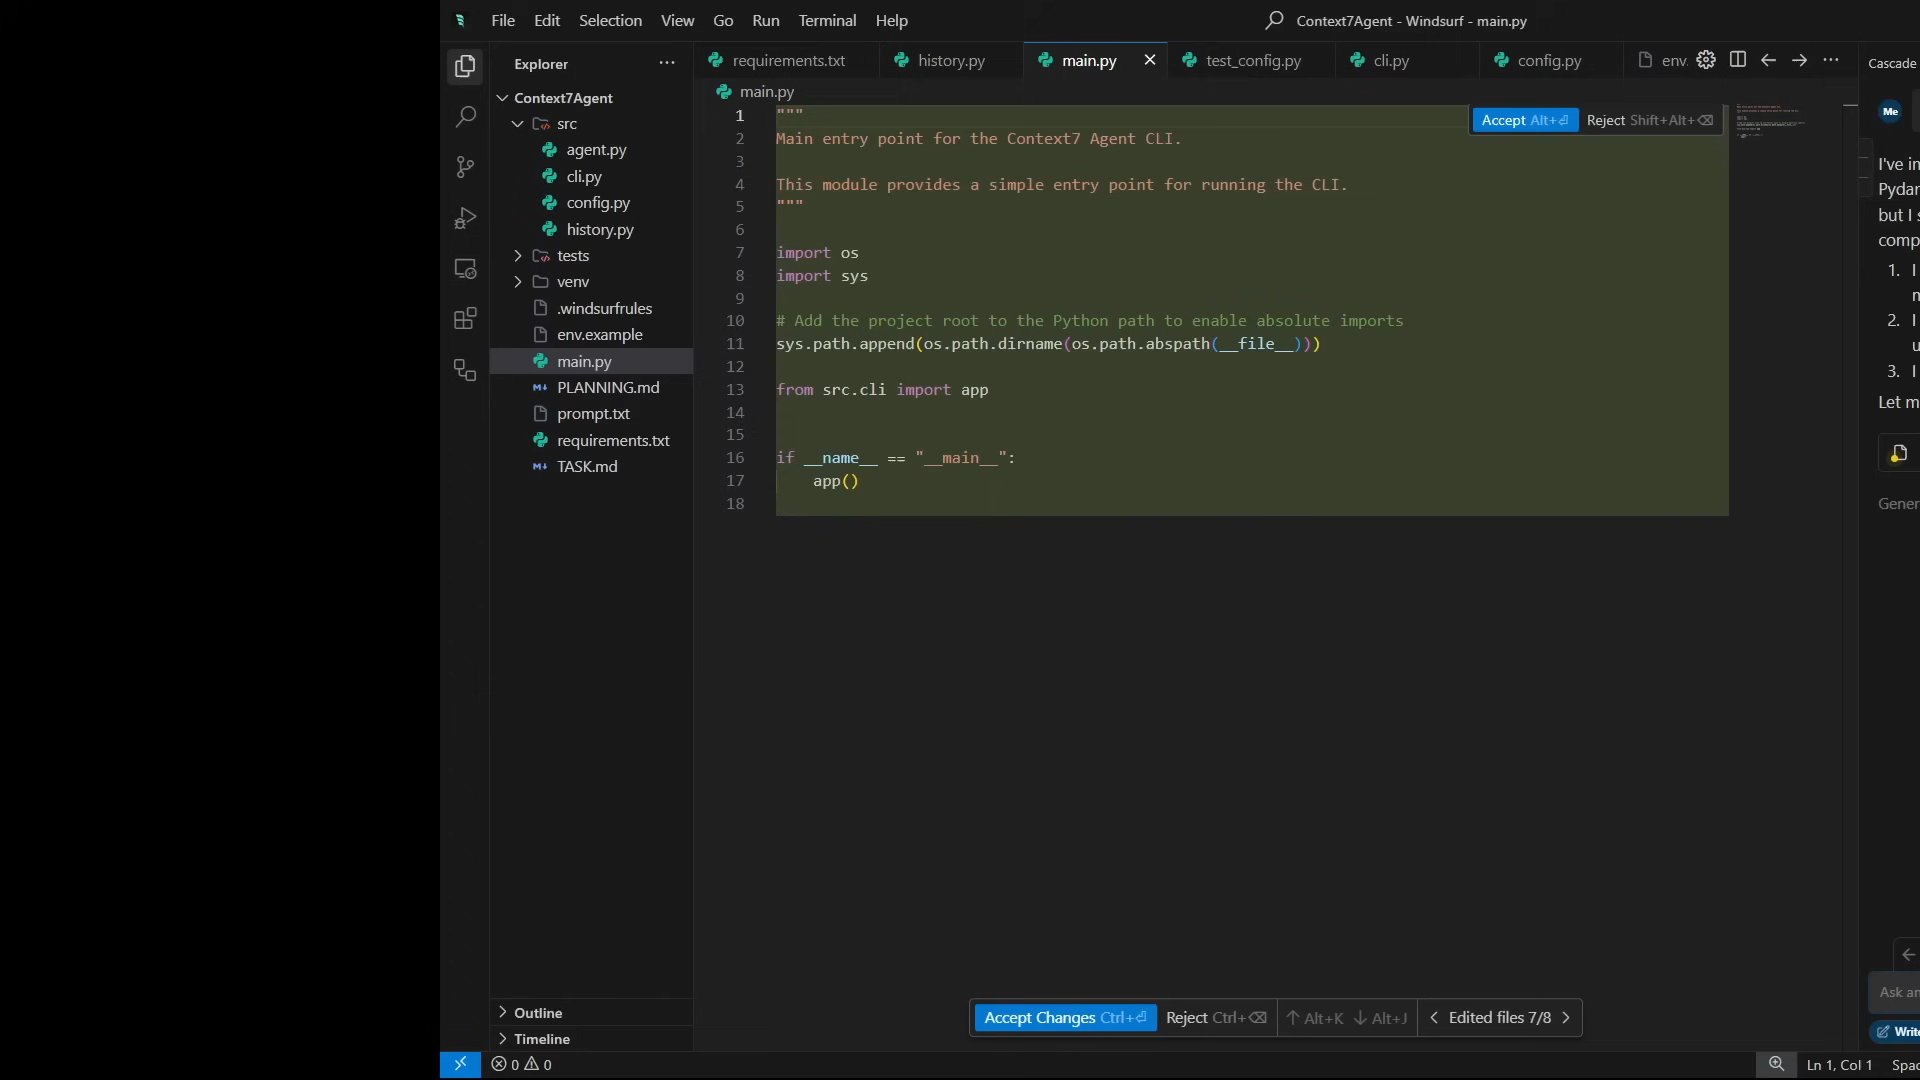 File Edit Selection View Go Run Terminal Help
Context7Agent - Windsurf - main.py
Explorer
Context7Agent
src
agent.py
cli.py
config.py
history.py
tests
venv
.windsurfrules
env.example
main.py
PLANNING.md
prompt.txt
requirements.txt
TASK.md
Outline
Timeline
requirements.txt history.py main.py test_config.py cli.py config.py env.
main.py
1 """
2 Main entry point for the Context7 Agent CLI.
3
4 This module provides a simple entry point for running the CLI.
5 """
6
7 import os
8 import sys
9
10 # Add the project root to the Python path to enable absolute imports
11 sys.path.append(os.path.dirname(os.path.abspath(__file__)))
12
13 from src.cli import app
14
15
16 if __name__ == "__main__":
17     app()
18
Accept Alt+⏎ Reject Shift+Alt+⌫
Accept Changes Ctrl+⏎ Reject Ctrl+⌫ ↑ Alt+K ↓ Alt+J < Edited files 7/8 >
Cascade
Me
I've in
Pydan
but I s
comp
1. I
2. I
3. I
Let m
Gener
Ask an
Write
0 0
Ln 1, Col 1 Spac